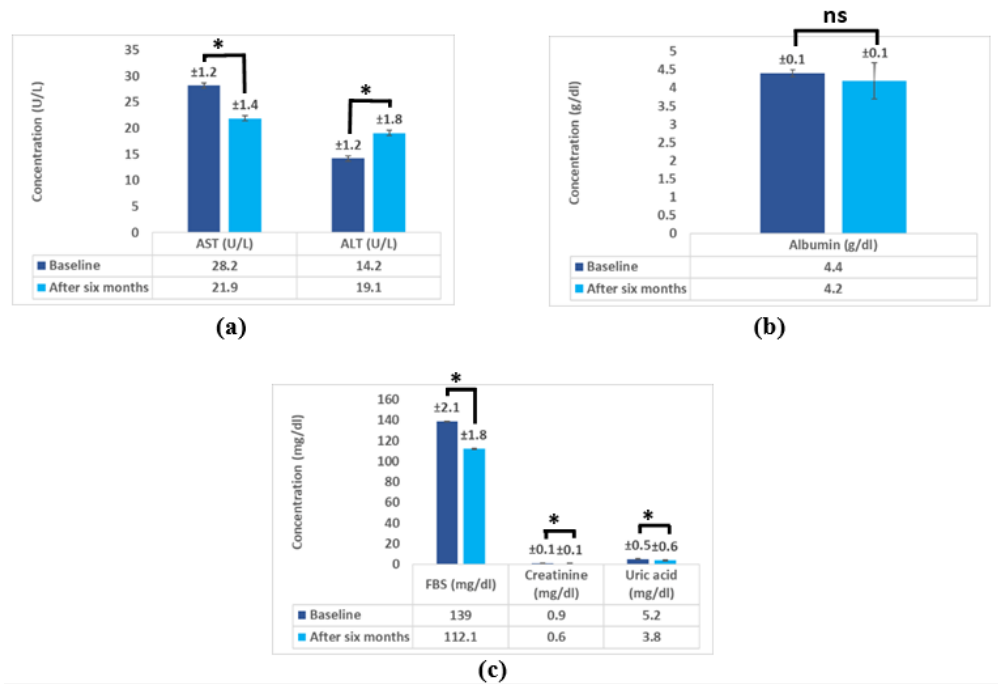 35
30
25
20
15
10
5
0
Concentration (U/L)
*
±1.2
±1.4
*
±1.2
±1.8
AST (U/L) ALT (U/L)
Baseline 28.2 14.2
After six months 21.9 19.1
(a)
ns
5
4.5
4
3.5
3
2.5
2
1.5
1
0.5
0
Concentration (g/dl)
±0.1
±0.1
Albumin (g/dl)
Baseline 4.4
After six months 4.2
(b)
160
140
120
100
80
60
40
20
0
Concentration (mg/dl)
*
±2.1
±1.8
*
±0.1 ±0.1
*
±0.5 ±0.6
FBS (mg/dl) Creatinine (mg/dl) Uric acid (mg/dl)
Baseline 139 0.9 5.2
After six months 112.1 0.6 3.8
(c)